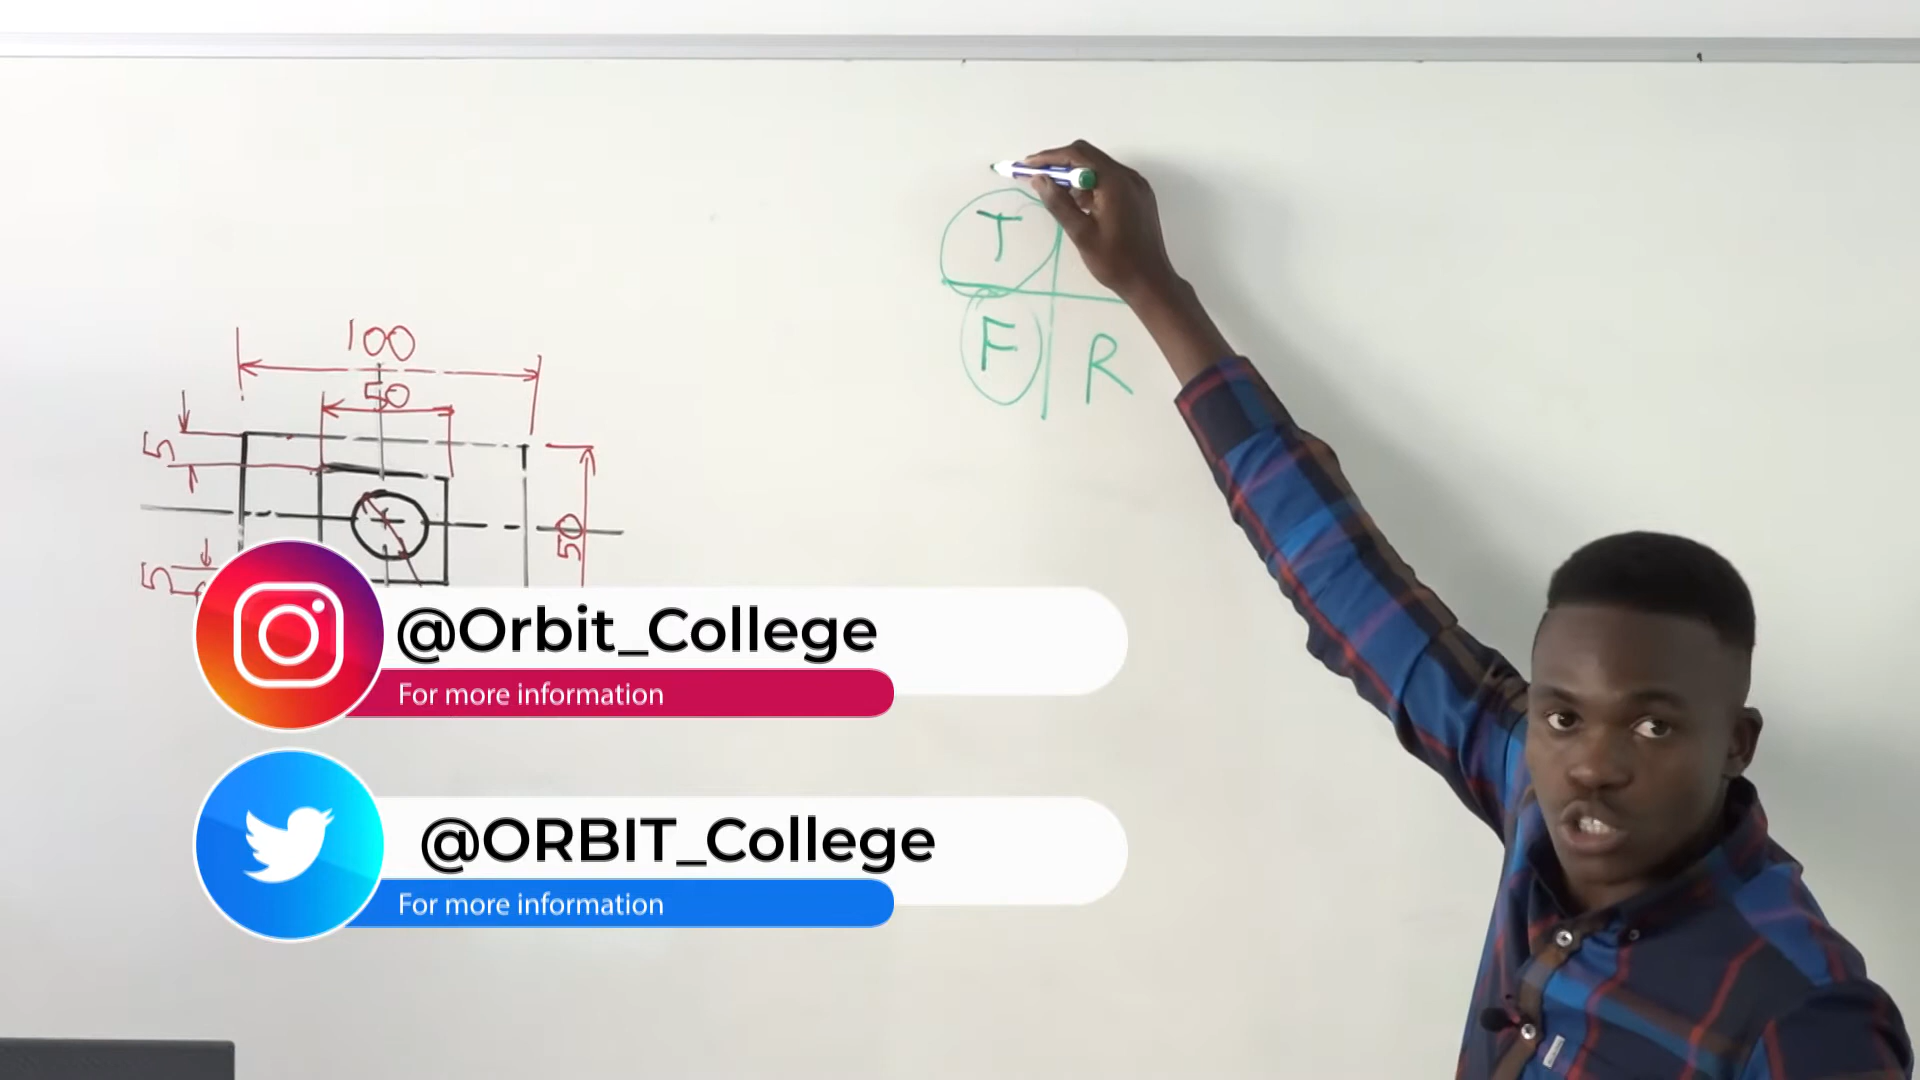 T
F R
100
50
5
50
5
@Orbit_College
For more information
@ORBIT_College
For more information